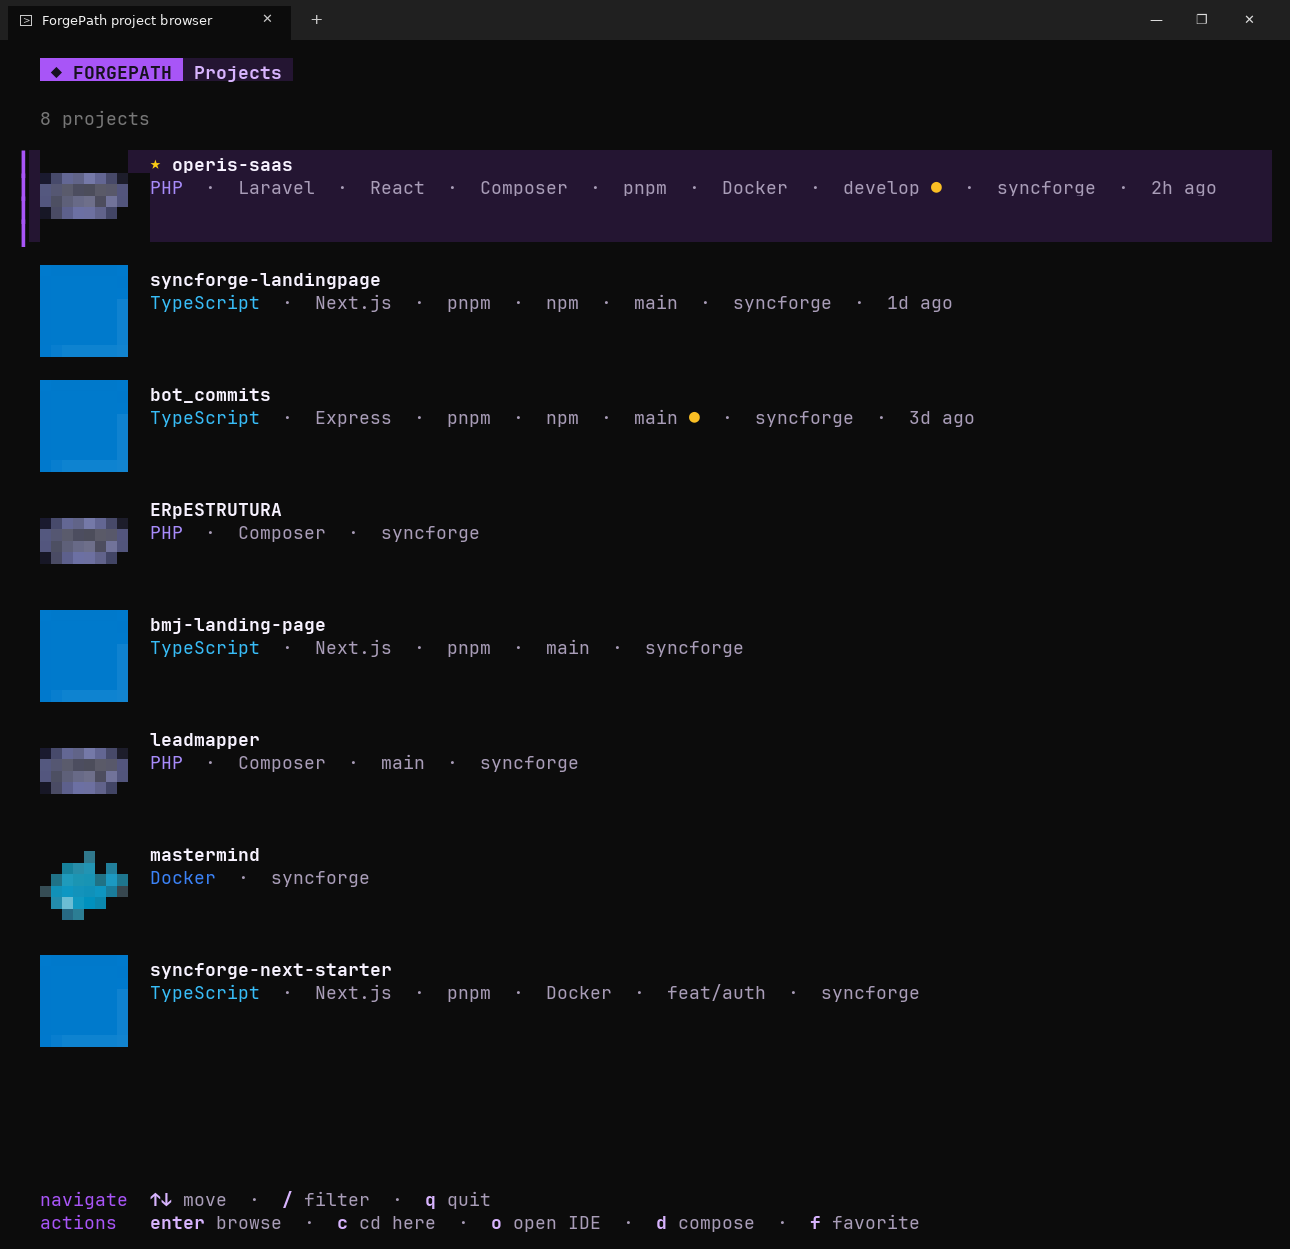 ForgePath project browser
◆ FORGEPATH Projects
8 projects
★ operis-saas
PHP · Laravel · React · Composer · pnpm · Docker · develop ● · syncforge · 2h ago
syncforge-landingpage
TypeScript · Next.js · pnpm · npm · main · syncforge · 1d ago
bot_commits
TypeScript · Express · pnpm · npm · main ● · syncforge · 3d ago
ERpESTRUTURA
PHP · Composer · syncforge
bmj-landing-page
TypeScript · Next.js · pnpm · main · syncforge
leadmapper
PHP · Composer · main · syncforge
mastermind
Docker · syncforge
syncforge-next-starter
TypeScript · Next.js · pnpm · Docker · feat/auth · syncforge
navigate ↑↓ move · / filter · q quit
actions enter browse · c cd here · o open IDE · d compose · f favorite